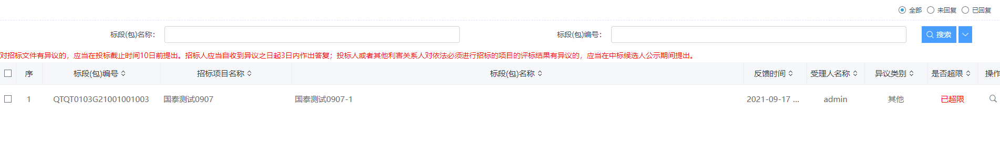 全部 未回复 已回复
标段(包)名称： 标段(包)编号： 搜索
对招标文件有异议的，应当在投标截止时间10日前提出。招标人应当自收到异议之日起3日内作出答复；投标人或者其他利害关系人对依法必须进行招标的项目的评标结果有异议的，应当在中标候选人公示期间提出。
序 标段(包)编号 招标项目名称 标段(包)名称 反馈时间 受理人名称 异议类别 是否超限 操作
1 QTQT0103G21001001003 国泰测试0907 国泰测试0907-1 2021-09-17 ... admin 其他 已超限